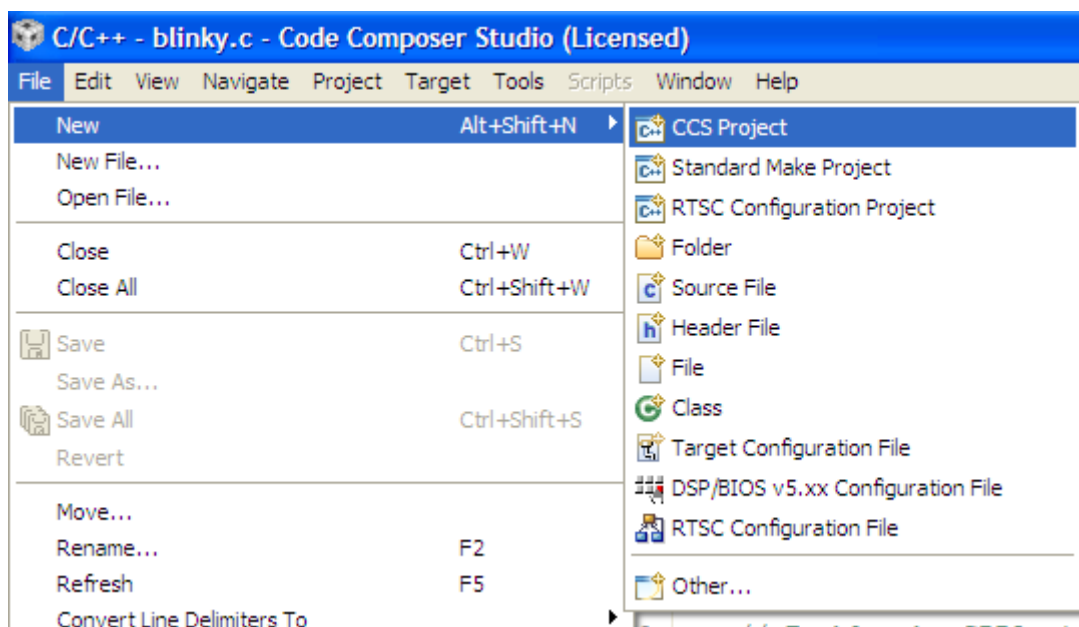 C/C++ - blinky.c - Code Composer Studio (Licensed)
File Edit View Navigate Project Target Tools Scripts Window Help
New Alt+Shift+N
New File...
Open File...
Close Ctrl+W
Close All Ctrl+Shift+W
Save Ctrl+S
Save As...
Save All Ctrl+Shift+S
Revert
Move...
Rename... F2
Refresh F5
Convert Line Delimiters To
CCS Project
Standard Make Project
RTSC Configuration Project
Folder
Source File
Header File
File
Class
Target Configuration File
DSP/BIOS v5.xx Configuration File
RTSC Configuration File
Other...